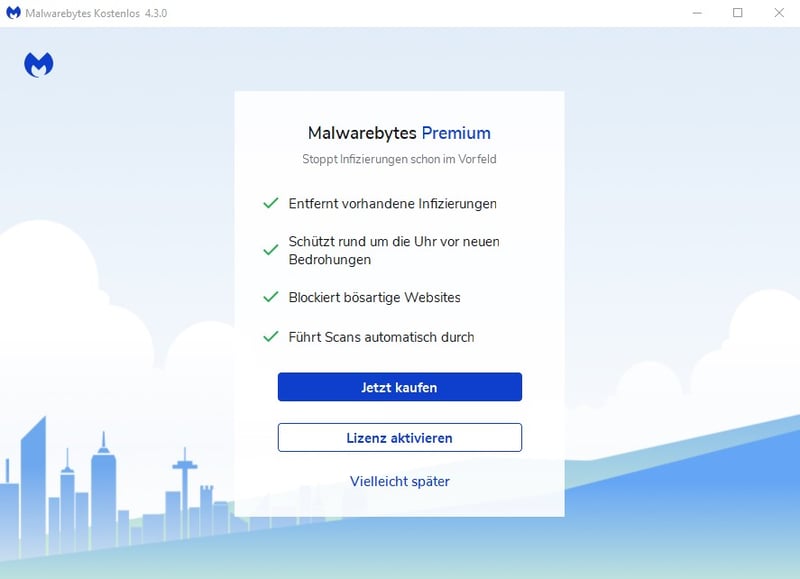 Malwarebytes Kostenlos 4.3.0
Malwarebytes Premium
Stoppt Infizierungen schon im Vorfeld
Entfernt vorhandene Infizierungen
Schützt rund um die Uhr vor neuen
Bedrohungen
Blockiert bösartige Websites
Führt Scans automatisch durch
Jetzt kaufen
Lizenz aktivieren
Vielleicht später